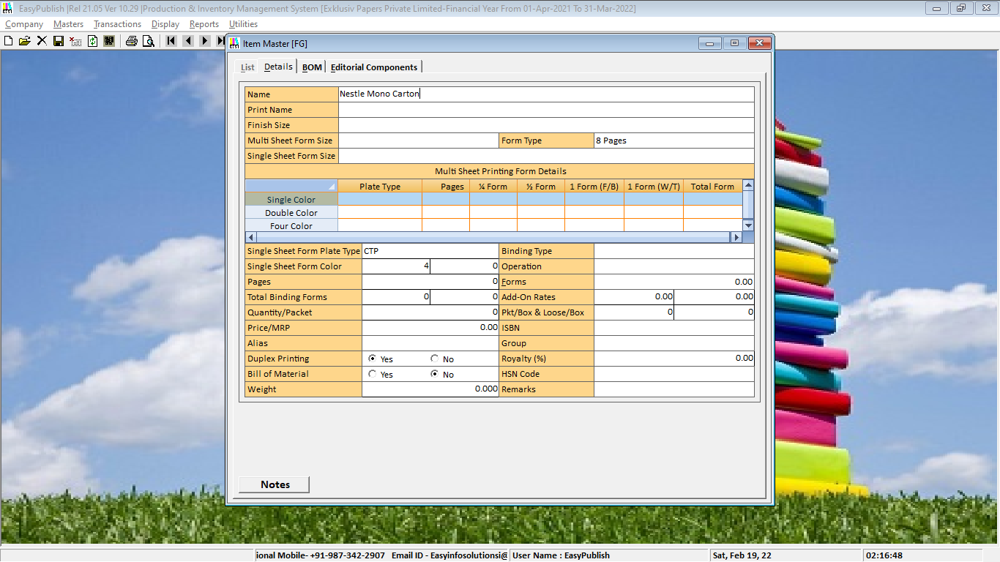 EasyPublish |Rel 21.05 Ver 10.29 |Production & Inventory Management System [Exklusiv Papers Private Limited-Financial Year From 01-Apr-2021 To 31-Mar-2022]
Company Masters Transactions Display Reports Utilities
Item Master [FG]
List Details BOM Editorial Components
Name Nestle Mono Carton
Print Name
Finish Size
Multi Sheet Form Size Form Type 8 Pages
Single Sheet Form Size
Multi Sheet Printing Form Details
Plate Type Pages ¼ Form ½ Form 1 Form (F/B) 1 Form (W/T) Total Form
Single Color
Double Color
Four Color
Single Sheet Form Plate Type CTP Binding Type
Single Sheet Form Color 4 0 Operation
Pages 0 Forms 0.00
Total Binding Forms 0 0 Add-On Rates 0.00 0.00
Quantity/Packet 0 Pkt/Box & Loose/Box 0 0
Price/MRP 0.00 ISBN
Alias Group
Duplex Printing Yes No Royalty (%) 0.00
Bill of Material Yes No HSN Code
Weight 0.000 Remarks
Notes
ional Mobile- +91-987-342-2907 Email ID - Easyinfosolutionsi@ User Name : EasyPublish Sat, Feb 19, 22 02:16:48